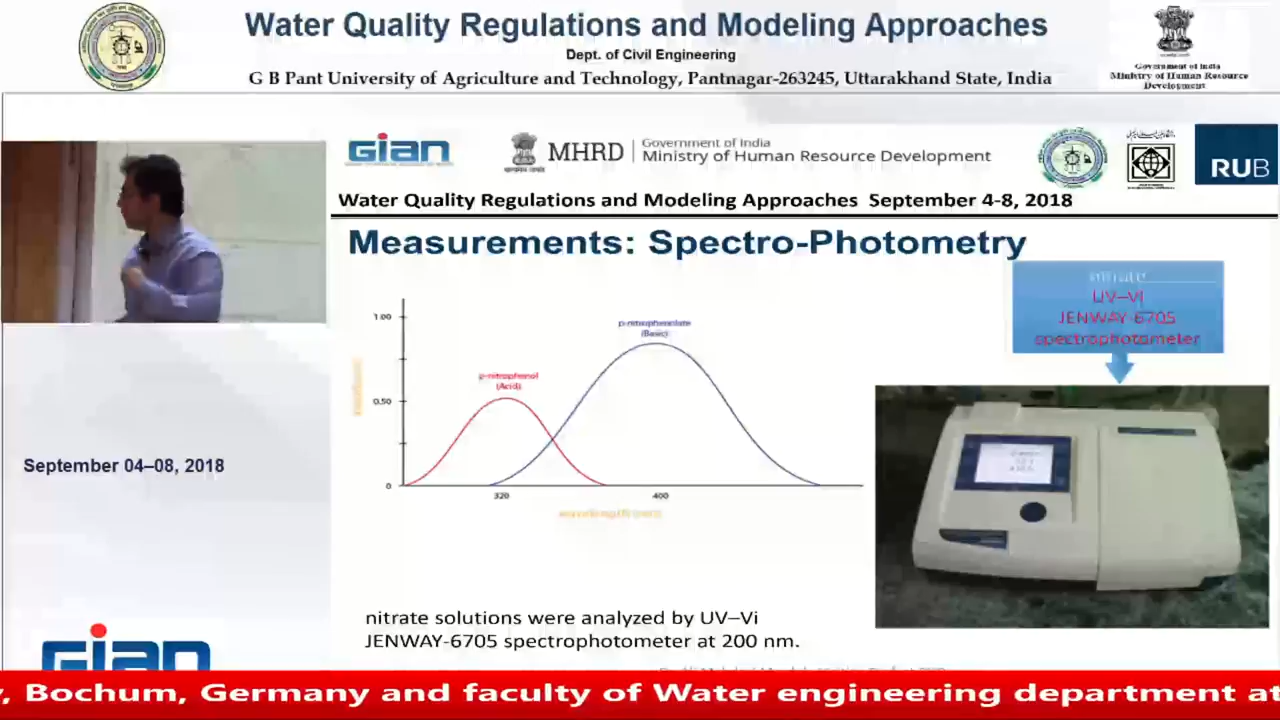 Water Quality Regulations and Modeling Approaches
Dept. of Civil Engineering
G B Pant University of Agriculture and Technology, Pantnagar-263245, Uttarakhand State, India
Government of India
Ministry of Human Resource
Development
GIAN
MHRD
Government of India
Ministry of Human Resource Development
RUB
Water Quality Regulations and Modeling Approaches September 4-8, 2018
Measurements: Spectro-Photometry
nitrate
UV–Vi
JENWAY-6705
spectrophotometer
1.00
0.50
0
p-nitrophenolate
(Basic)
p-nitrophenol
(Acid)
320
400
wavelength (nm)
September 04–08, 2018
nitrate solutions were analyzed by UV–Vi
JENWAY-6705 spectrophotometer at 200 nm.
GIAN
, Bochum, Germany and faculty of Water engineering department at